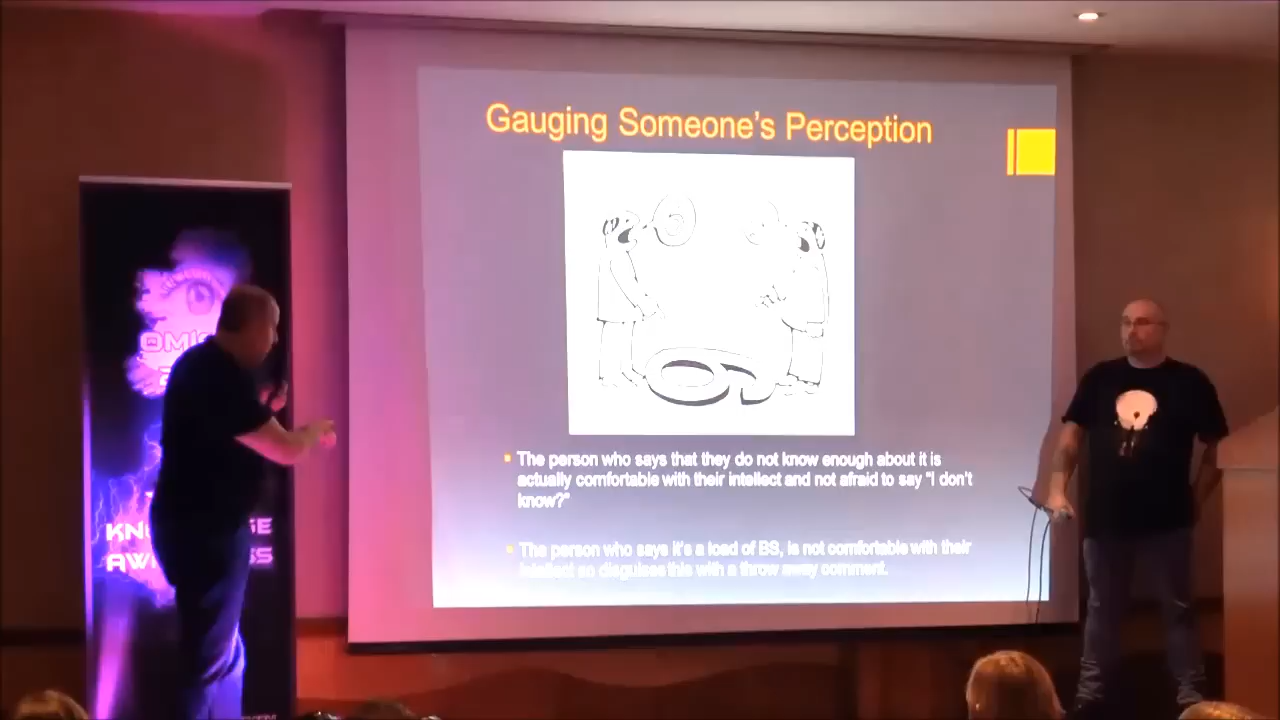 Gauging Someone's Perception
The person who says that they do not know enough about it is
actually comfortable with their intellect and not afraid to say "I don't
know?"
The person who says it's a load of BS, is not comfortable with their
intellect so disguises this with a throw away comment.